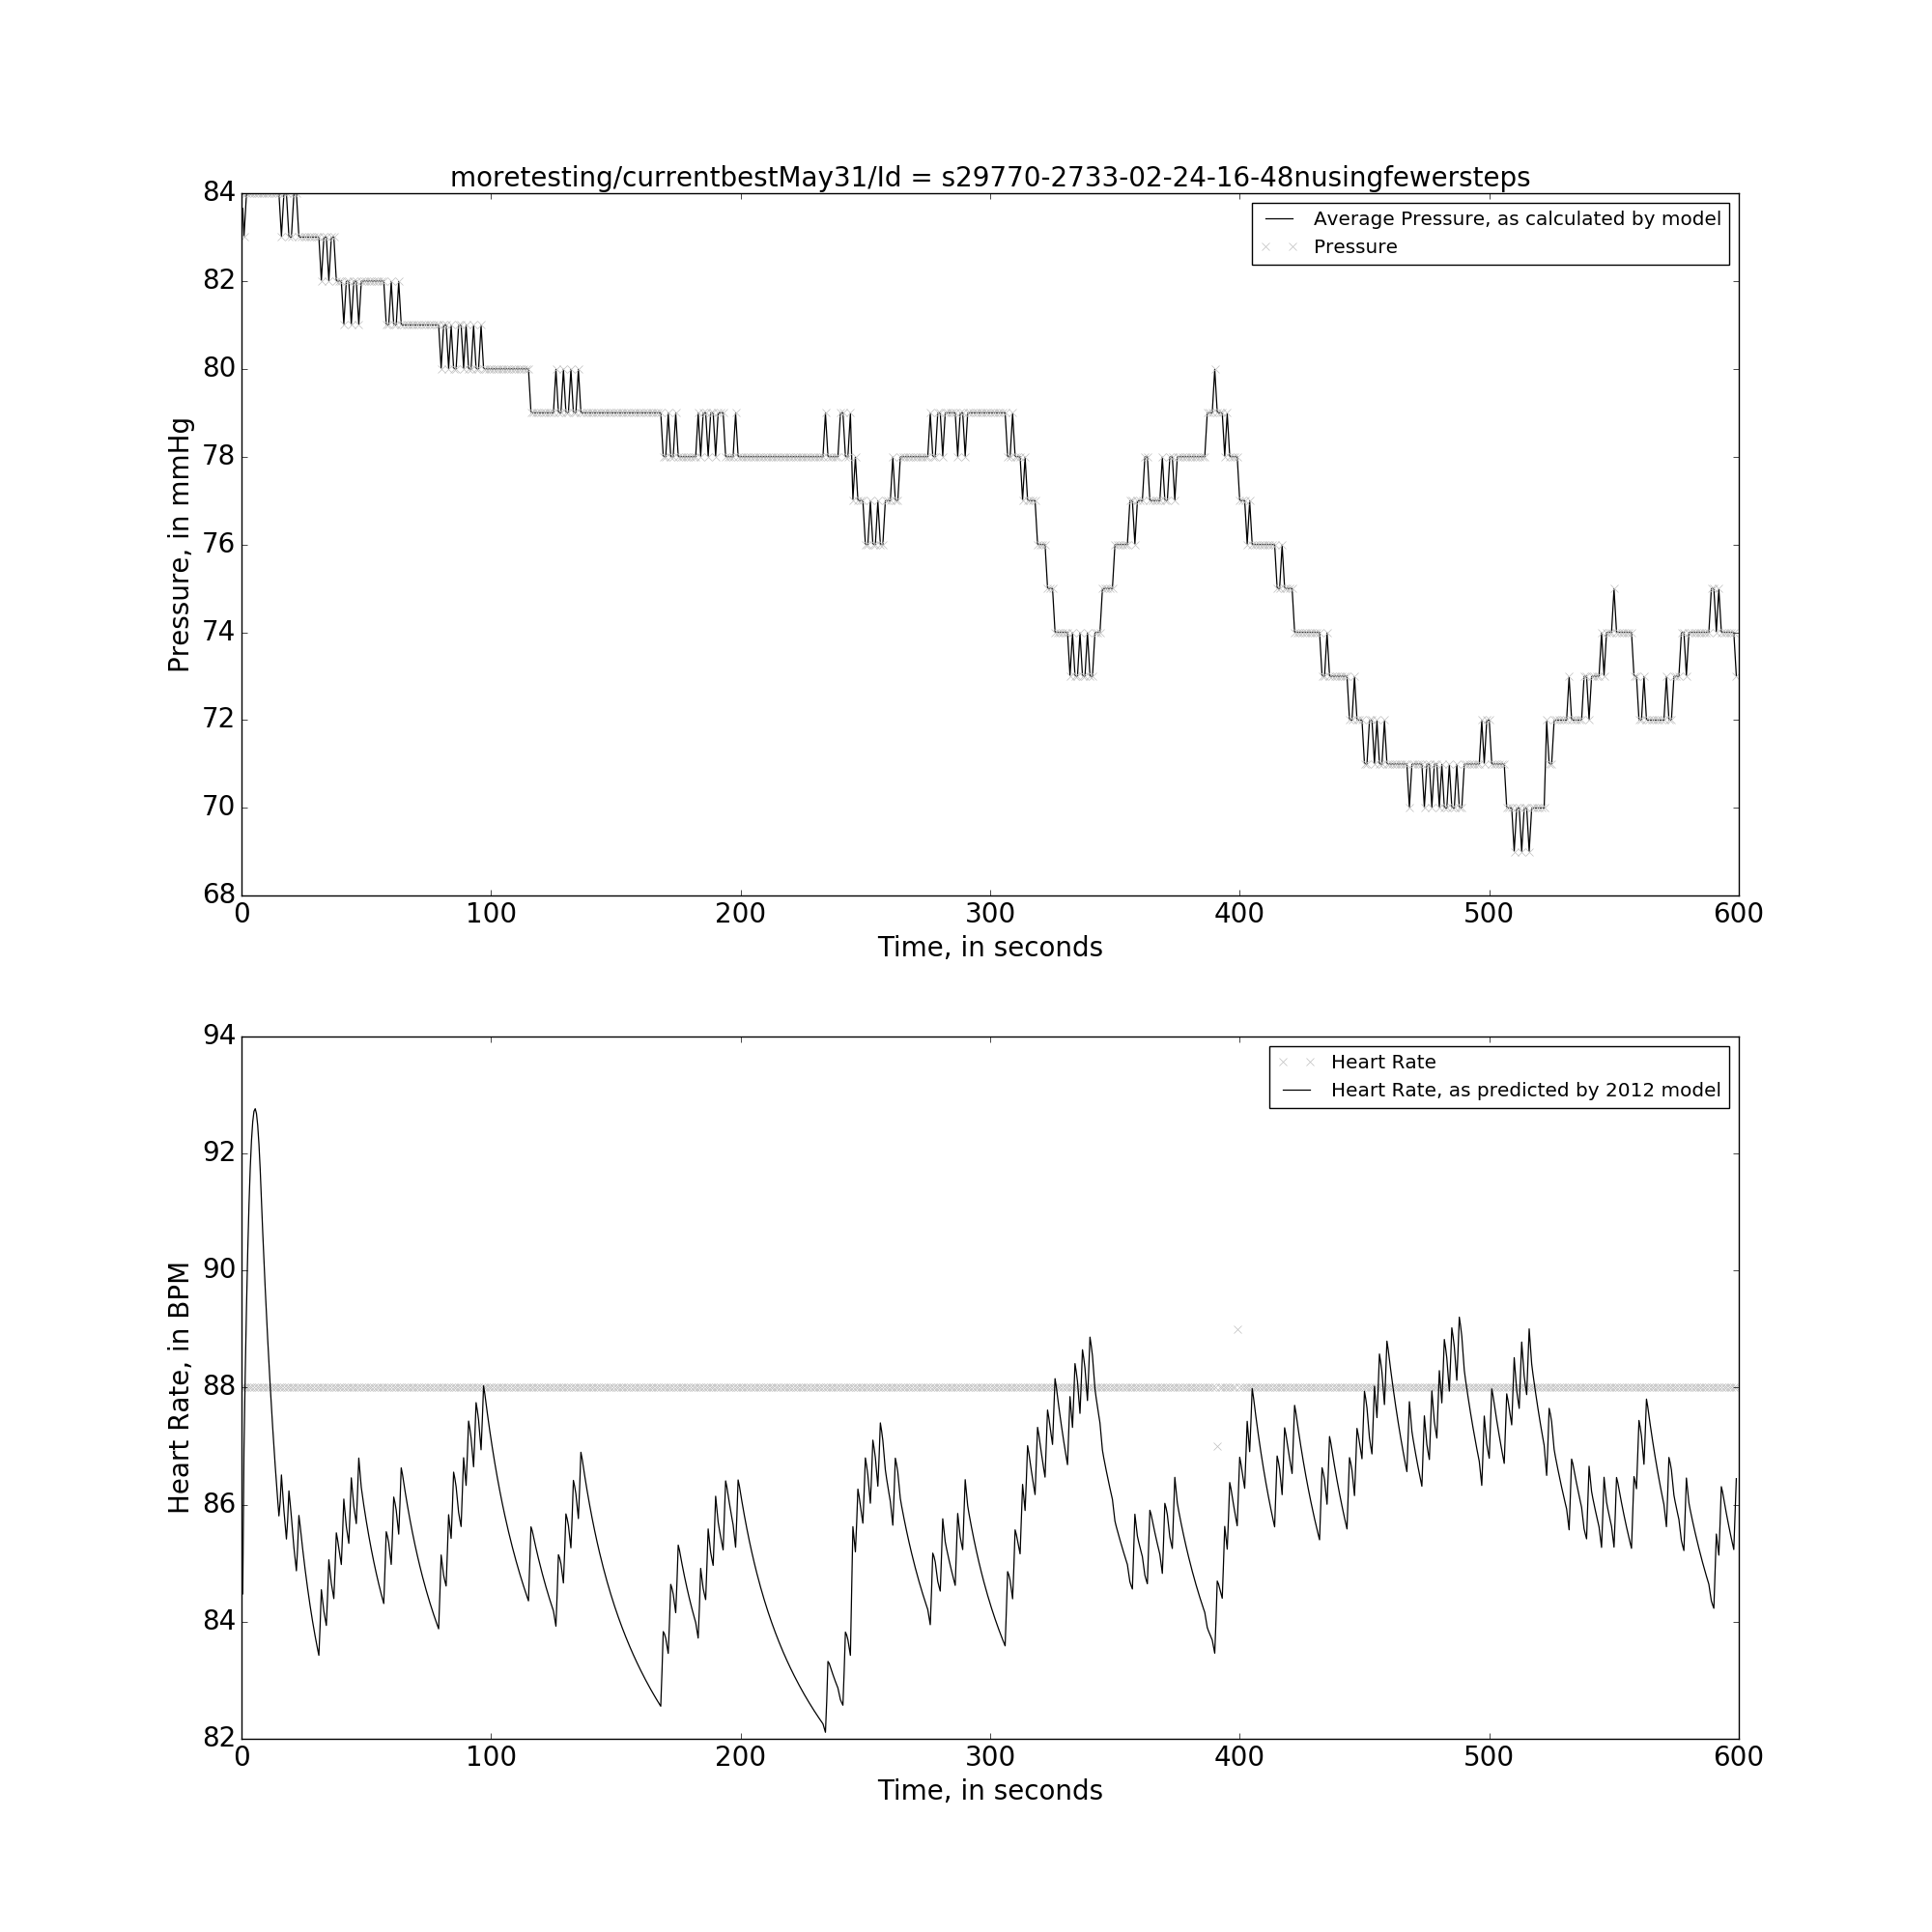 moretesting/currentbestMay31/Id = s29770-2733-02-24-16-48nusingfewersteps
84
82
80
78
76
74
72
70
68
Pressure, in mmHg
Average Pressure, as calculated by model
Pressure
0 100 200 300 400 500 600
Time, in seconds
94
92
90
88
86
84
82
Heart Rate, in BPM
Heart Rate
Heart Rate, as predicted by 2012 model
0 100 200 300 400 500 600
Time, in seconds